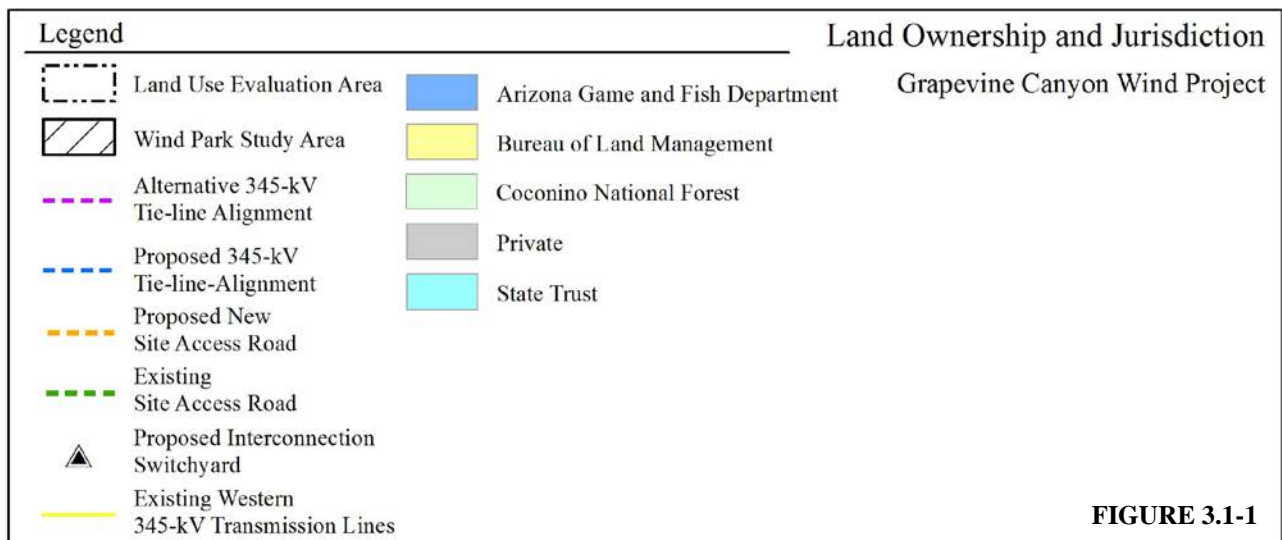 Legend
Land Ownership and Jurisdiction
Grapevine Canyon Wind Project
Land Use Evaluation Area
Wind Park Study Area
Alternative 345-kV
Tie-line Alignment
Proposed 345-kV
Tie-line-Alignment
Proposed New
Site Access Road
Existing
Site Access Road
Proposed Interconnection
Switchyard
Existing Western
345-kV Transmission Lines
Arizona Game and Fish Department
Bureau of Land Management
Coconino National Forest
Private
State Trust
FIGURE 3.1-1